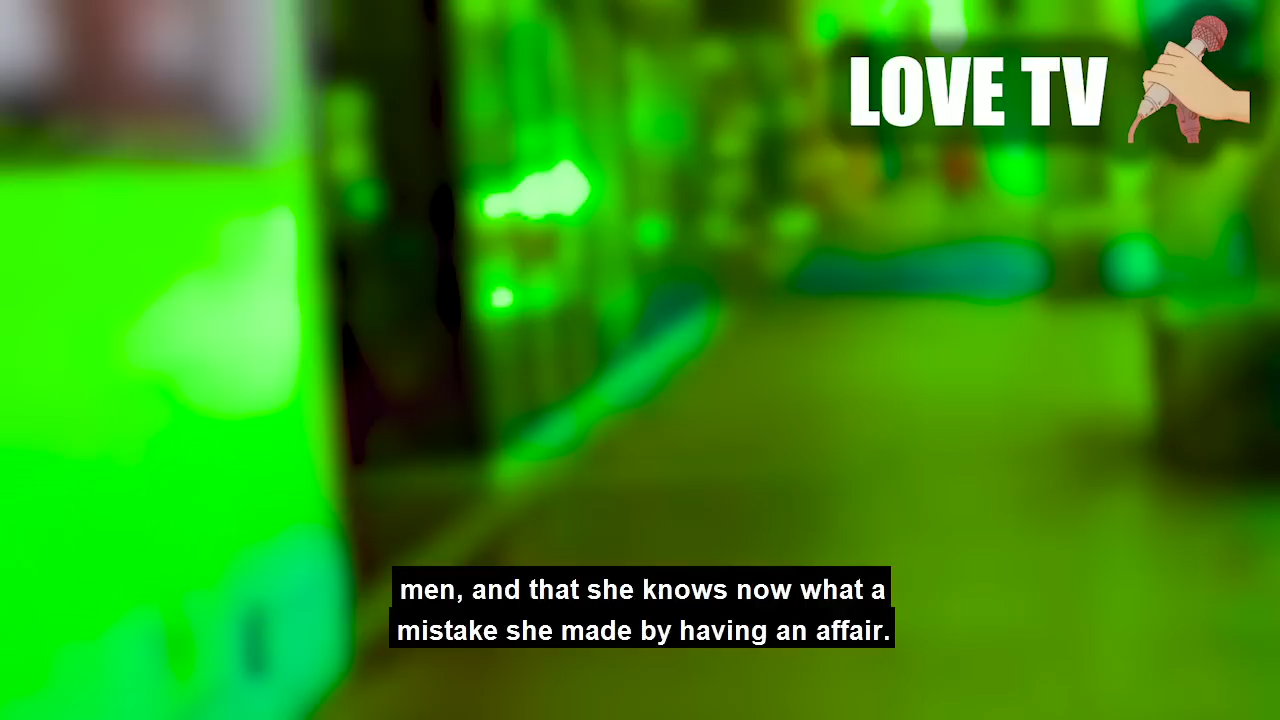 LOVE TV
men, and that she knows now what a
mistake she made by having an affair.